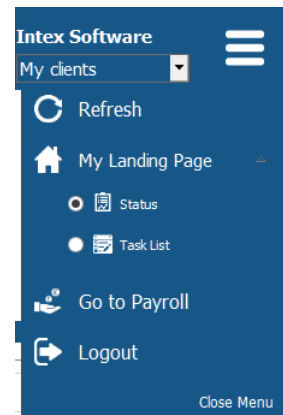 Intex Software
My clients
Refresh
My Landing Page
Status
Task List
Go to Payroll
Logout
Close Menu